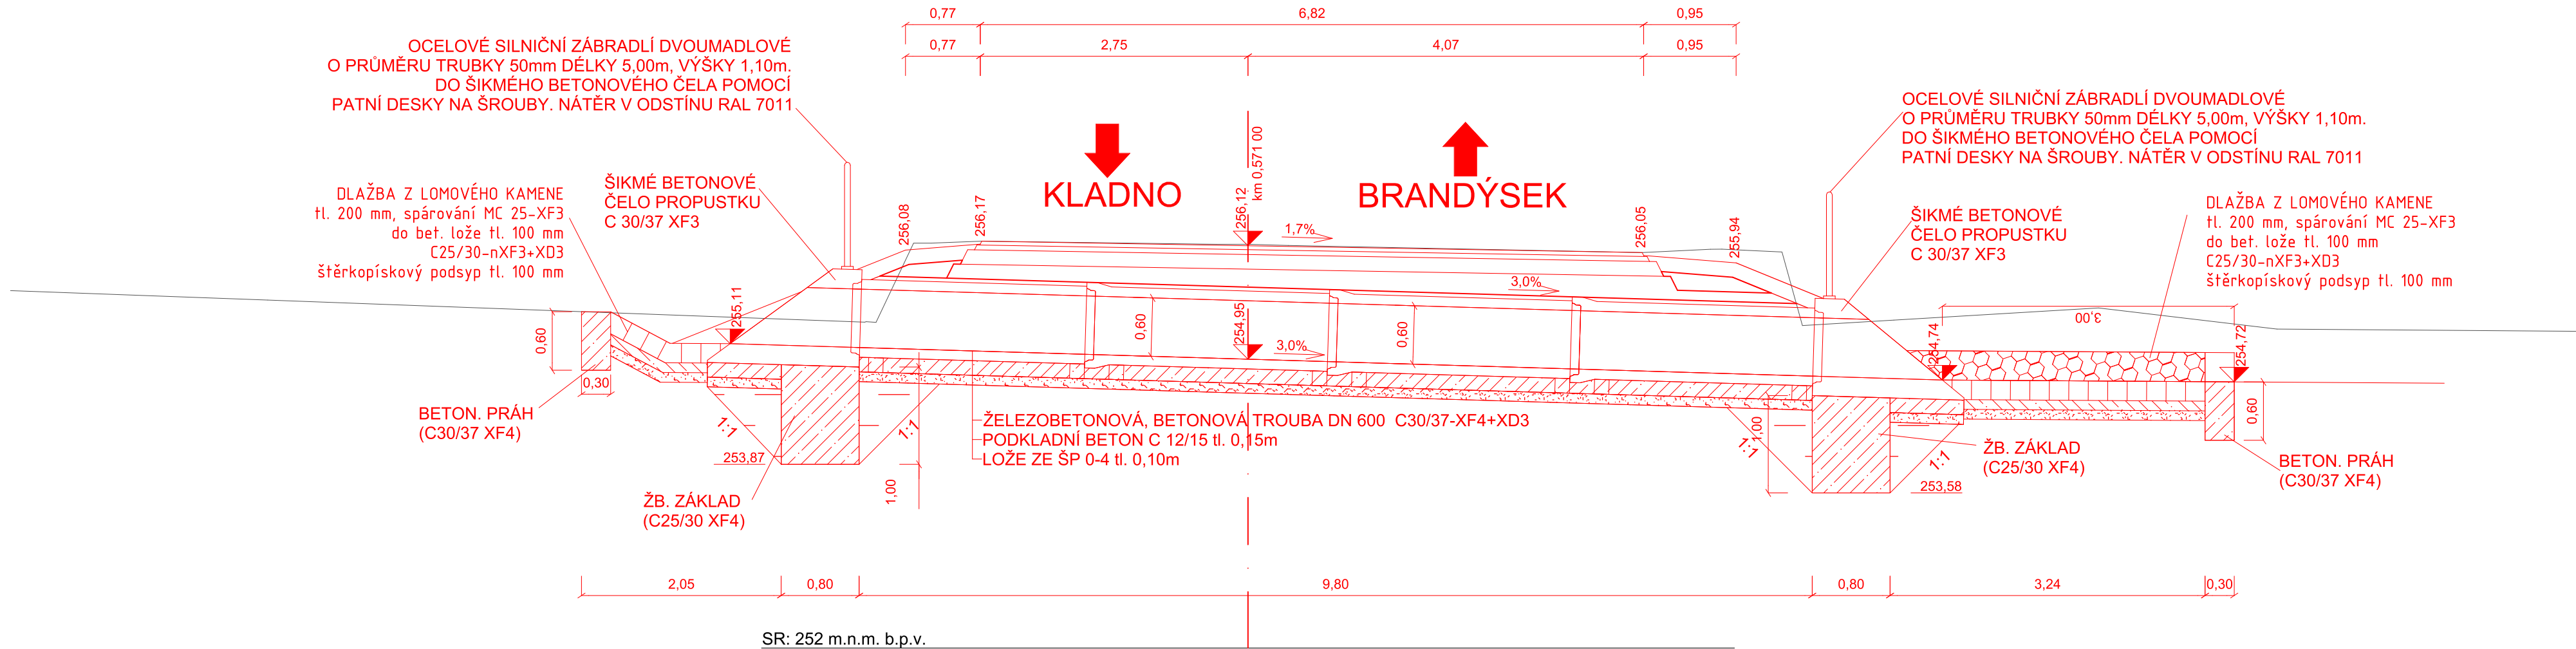 0,77
6,82
0,95
0,77
2,75
4,07
0,95
OCELOVÉ SILNIČNÍ ZÁBRADLÍ DVOUMADLOVÉ
O PRŮMĚRU TRUBKY 50mm DÉLKY 5,00m, VÝŠKY 1,10m.
DO ŠIKMÉHO BETONOVÉHO ČELA POMOCÍ
PATNÍ DESKY NA ŠROUBY. NÁTĚR V ODSTÍNU RAL 7011
OCELOVÉ SILNIČNÍ ZÁBRADLÍ DVOUMADLOVÉ
O PRŮMĚRU TRUBKY 50mm DÉLKY 5,00m, VÝŠKY 1,10m.
DO ŠIKMÉHO BETONOVÉHO ČELA POMOCÍ
PATNÍ DESKY NA ŠROUBY. NÁTĚR V ODSTÍNU RAL 7011
DLAŽBA Z LOMOVÉHO KAMENE
tl. 200 mm, spárování MC 25-XF3
do bet. lože tl. 100 mm
C25/30-nXF3+XD3
štěrkopískový podsyp tl. 100 mm
ŠIKMÉ BETONOVÉ
ČELO PROPUSTKU
C 30/37 XF3
KLADNO
BRANDÝSEK
km 0,571 00
256,08
256,17
256,12
256,05
255,94
1,7%
ŠIKMÉ BETONOVÉ
ČELO PROPUSTKU
C 30/37 XF3
DLAŽBA Z LOMOVÉHO KAMENE
tl. 200 mm, spárování MC 25-XF3
do bet. lože tl. 100 mm
C25/30-nXF3+XD3
štěrkopískový podsyp tl. 100 mm
0,60
0,30
255,11
0,60
254,95
3,0%
3,0%
0,60
254,74
3,00
254,72
0,60
BETON. PRÁH
(C30/37 XF4)
1:1
253,87
1:1
1,00
ŽB. ZÁKLAD
(C25/30 XF4)
ŽELEZOBETONOVÁ, BETONOVÁ TROUBA DN 600 C30/37-XF4+XD3
PODKLADNÍ BETON C 12/15 tl. 0,15m
LOŽE ZE ŠP 0-4 tl. 0,10m
1:1
1,00
253,58
1:1
ŽB. ZÁKLAD
(C25/30 XF4)
BETON. PRÁH
(C30/37 XF4)
2,05
0,80
9,80
0,80
3,24
0,30
SR: 252 m.n.m. b.p.v.